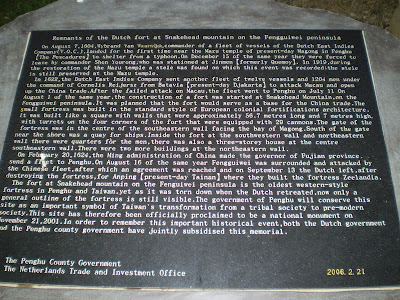 Remnants of the Dutch fort at Snakehead mountain on the Fengguiwei peninsula
On August 7,1604,Wybrand van                  commander of a fleet of vessels of the Dutch East Indies
Company(V.O.C.),landed for the first time near the Mazu temple of present-day Magong in Penghu
[The Pescadores] to shelter from a typhoon.On December 15 of the same year they were forced to
leave by commander Shen Yourong,who was stationed at Jinmen [formerly Quemoy]. In 1919,during
the restoration of the Mazu temple a stele was found on which this event was recorded;the stele
is still preserved at the Mazu temple.
In 1622,the Dutch East Indies Company sent another fleet of twelve vessels and 1204 men under
the command of Cornelis Reijerse from Batavia [present-day Djakarta] to attack Macau and open
up China trade.After the failed attack on Macau,the fleet went to Penghu on July 11.On
August 1 of the same year,the construction of a fort was started at Snakehead Mountain,on the
Fengguiwei peninsula.It was planned that the fort would serve as a base for the China trade.The
small fortress was built in the standard style of European colonial fortifications architecture.
It was built like a square with walls that were approximately 56.7 metres long and 7 metres high,
with turrets on the four corners of the fort that were equipped with 29 cannons.The gate of the
fortress was in the centre of the southeastern wall facing the bay of Magong.South of the gate
near the shore was a quay for ships.Inside the fort at the southwestern wall and northwestern
wall there were quarters for the men,there was also a three-storey house at the centre
southeastern wall.There were two more buildings at the northeastern wall.
On February 20,1624,the Ming administration of China made the governor of Fujian province
send a fleet to Penghu.On August 16 of the same year Fengguiwei was surrounded and attacked by
the Chinese fleet,after which an agreement was reached and on September 13 the Dutch left,after
destroying the fortress,for Anping [present-day Tainan] where they built the fortress Zeelandia.
The fort at Snakehead mountain on the Fengguiwei peninsula is the oldest western-style
fortress in Penghu and Taiwan,yet as it was torn down when the Dutch retreated,now only a
general outline of the fortress is still visible.The government of Penghu will conserve this
site as an important symbol of Taiwan's transformation from a tribal society to pre-modern
society.This site has therefore been officially proclaimed to be a national monument on
November 21,2001.In order to remember this important historical event,both the Dutch government
and the Penghu county government have jointly subsidised this memorial.
The Penghu County Government
The Netherlands Trade and Investment Office
2006.2.21